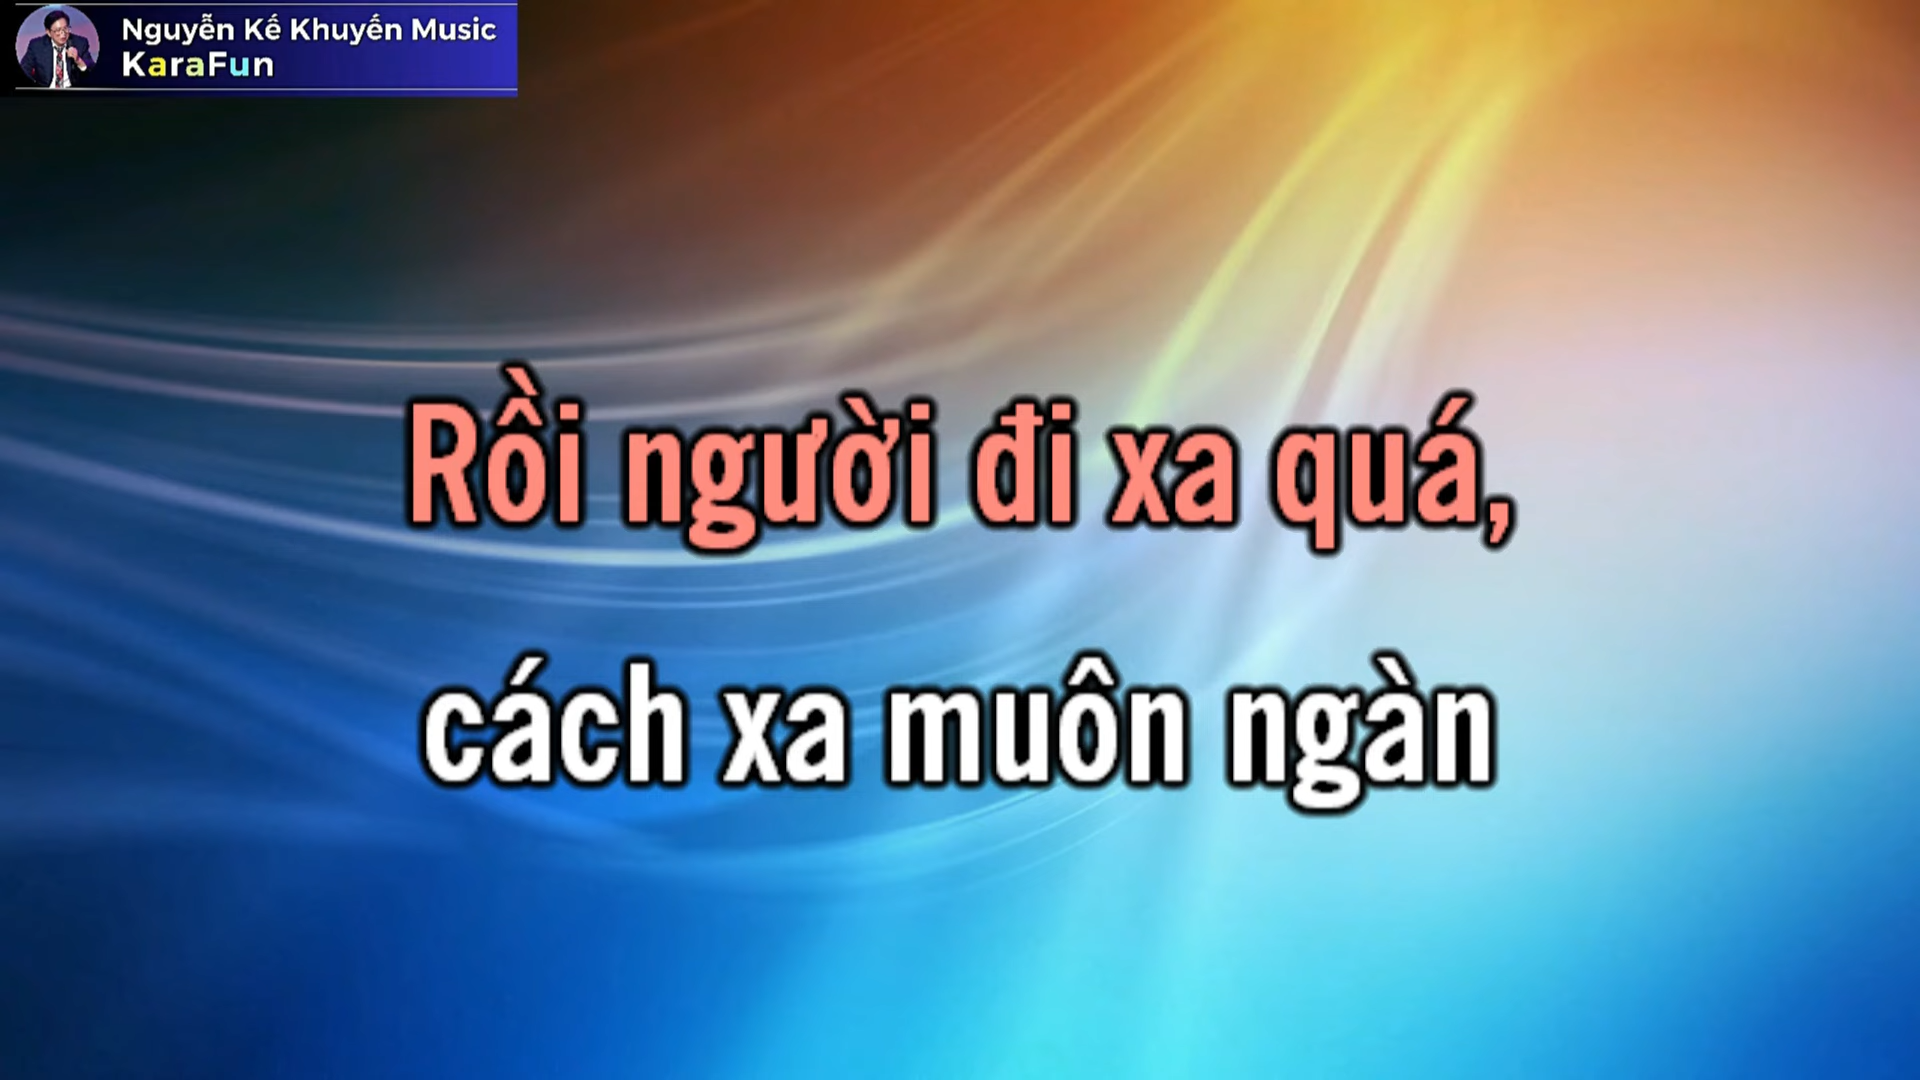 Nguyễn Kế Khuyến Music
KaraFun
Rồi người đi xa quá,
cách xa muôn ngàn